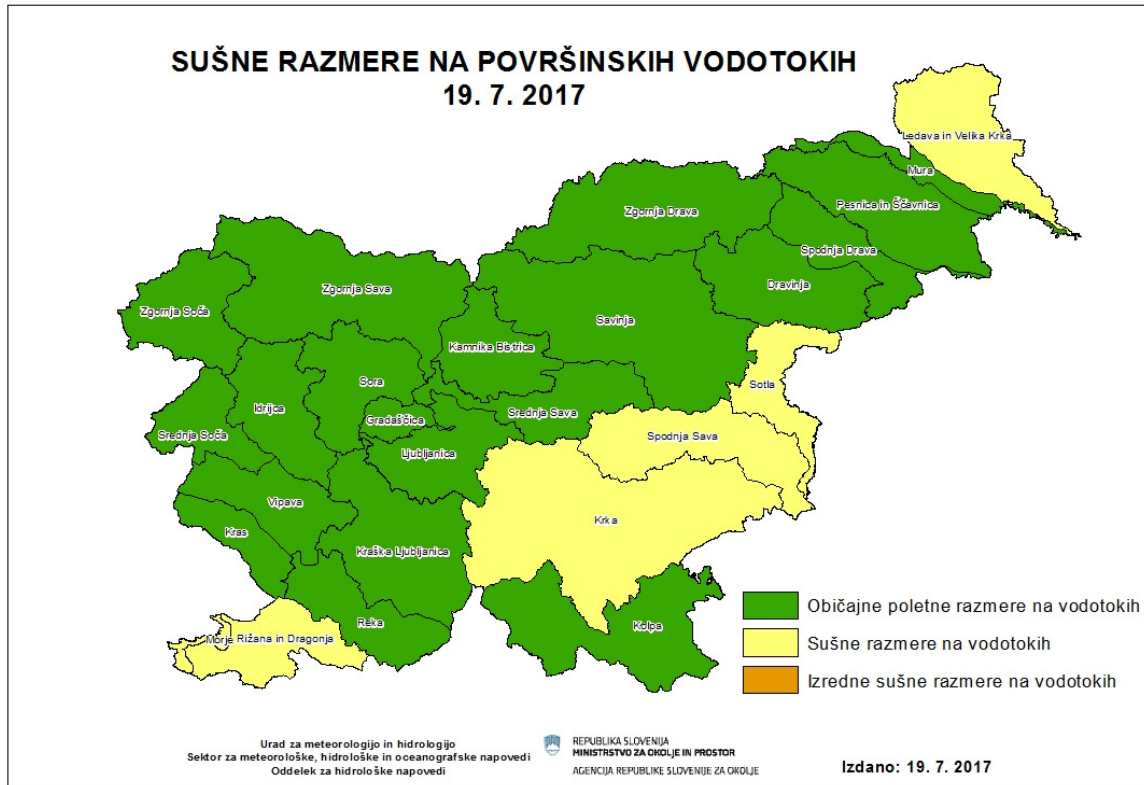 SUŠNE RAZMERE NA POVRŠINSKIH VODOTOKIH
19. 7. 2017
Ledava in Velika Krka
Mura
Pesnica in Ščavnica
Zgornja Drava
Spodnja Drava
Dravinja
Zgornja Sava
Zgornja Soča
Savinja
Kamnika Bistrica
Sora
Sotla
Idrijca
Gradaščica
Srednja Sava
Srednja Soča
Spodnja Sava
Ljubljanica
Vipava
Krka
Kras
Kraška Ljubljanica
Reka
Kolpa
Morje
Rižana in Dragonja
Običajne poletne razmere na vodotokih
Sušne razmere na vodotokih
Izredne sušne razmere na vodotokih
Urad za meteorologijo in hidrologijo
Sektor za meteorološke, hidrološke in oceanografske napovedi
Oddelek za hidrološke napovedi
REPUBLIKA SLOVENIJA
MINISTRSTVO ZA OKOLJE IN PROSTOR
AGENCIJA REPUBLIKE SLOVENIJE ZA OKOLJE
Izdano: 19. 7. 2017